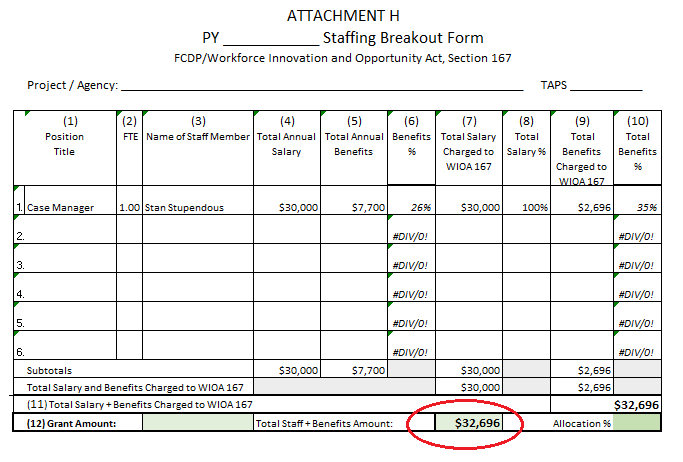 ATTACHMENT H
PY ____________ Staffing Breakout Form
FCDP/Workforce Innovation and Opportunity Act, Section 167
Project / Agency: ____________ TAPS ____________
(1) (2) (3) (4) (5) (6) (7) (8) (9) (10)
Position FTE Name of Staff Member Total Annual Total Annual Benefits Total Salary Total Total Total
Title Salary Benefits % Charged to Salary % Benefits Benefits
WIOA 167 Charged to %
WIOA 167
1. Case Manager 1.00 Stan Stupendous $30,000 $7,700 26% $30,000 100% $2,696 35%
2. #DIV/0! #DIV/0!
3. #DIV/0! #DIV/0!
4. #DIV/0! #DIV/0!
5. #DIV/0! #DIV/0!
6. #DIV/0! #DIV/0!
Subtotals $30,000 $7,700 $30,000 $2,696
Total Salary and Benefits Charged to WIOA 167 $30,000 $2,696
(11) Total Salary + Benefits Charged to WIOA 167 $32,696
(12) Grant Amount: Total Staff + Benefits Amount: $32,696 Allocation %